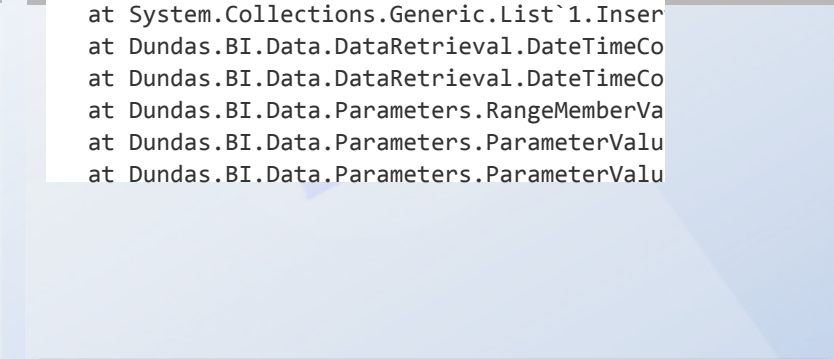 at System.Collections.Generic.List`1.Inser
at Dundas.BI.Data.DataRetrieval.DateTimeCo
at Dundas.BI.Data.DataRetrieval.DateTimeCo
at Dundas.BI.Data.Parameters.RangeMemberVa
at Dundas.BI.Data.Parameters.ParameterValu
at Dundas.BI.Data.Parameters.ParameterValu